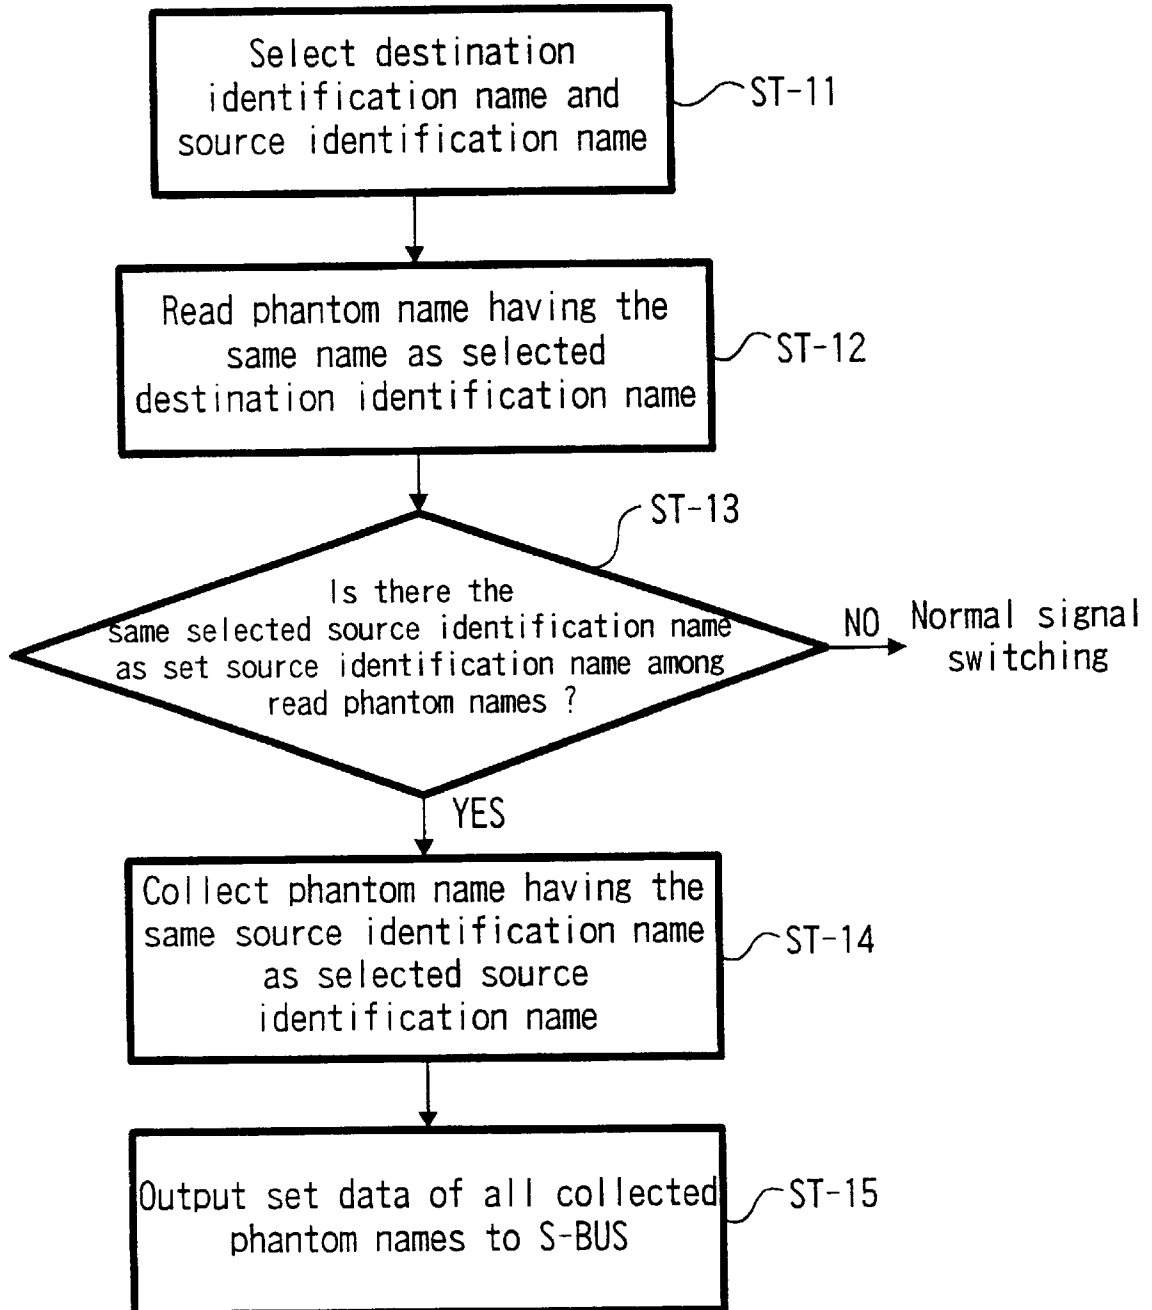 Select destination
identification name and
source identification name
ST-11
Read phantom name having the
same name as selected
destination identification name
ST-12
ST-13
Is there the
same selected source identification name
as set source identification name among
read phantom names ?
NO
Normal signal
switching
YES
Collect phantom name having the
same source identification name
as selected source
identification name
ST-14
Output set data of all collected
phantom names to S-BUS
ST-15